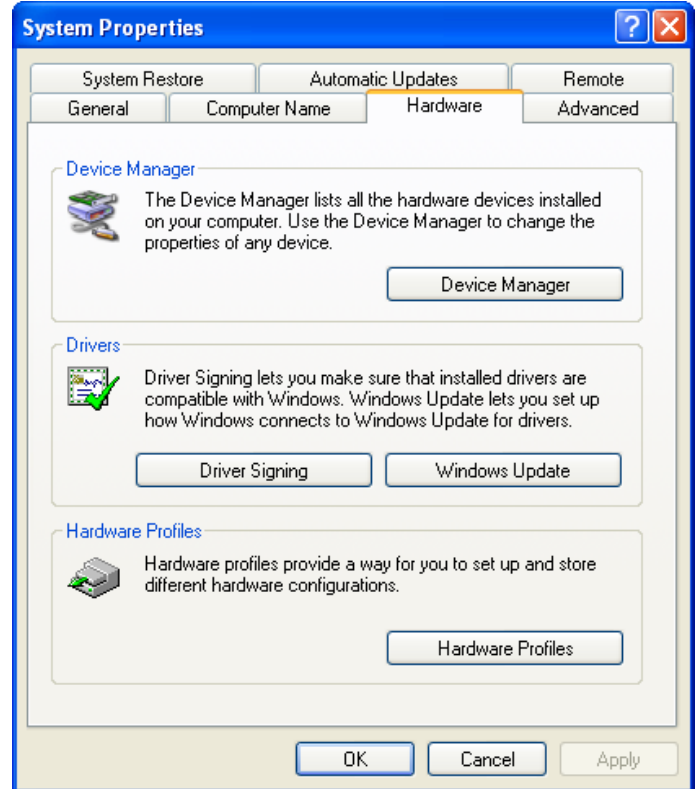 System Properties
System Restore Automatic Updates Remote
General Computer Name Hardware Advanced
Device Manager
The Device Manager lists all the hardware devices installed
on your computer. Use the Device Manager to change the
properties of any device.
Device Manager
Drivers
Driver Signing lets you make sure that installed drivers are
compatible with Windows. Windows Update lets you set up
how Windows connects to Windows Update for drivers.
Driver Signing Windows Update
Hardware Profiles
Hardware profiles provide a way for you to set up and store
different hardware configurations.
Hardware Profiles
OK Cancel Apply